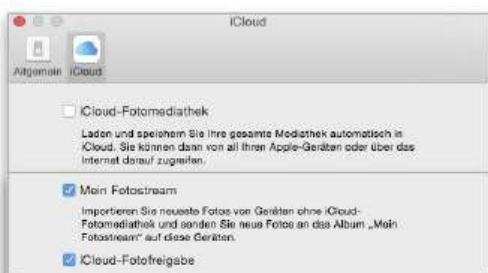 iCloud
Allgemein iCloud
iCloud-Fotomediathek
Laden und speichern Sie Ihre gesamte Mediathek automatisch in
iCloud. Sie können dann von all Ihren Apple-Geräten oder über das
Internet darauf zugreifen.
Mein Fotostream
Importieren Sie neueste Fotos von Geräten ohne iCloud-
Fotomediathek und senden Sie neue Fotos an das Album „Mein
Fotostream“ auf diese Geräten.
iCloud-Fotofreigabe